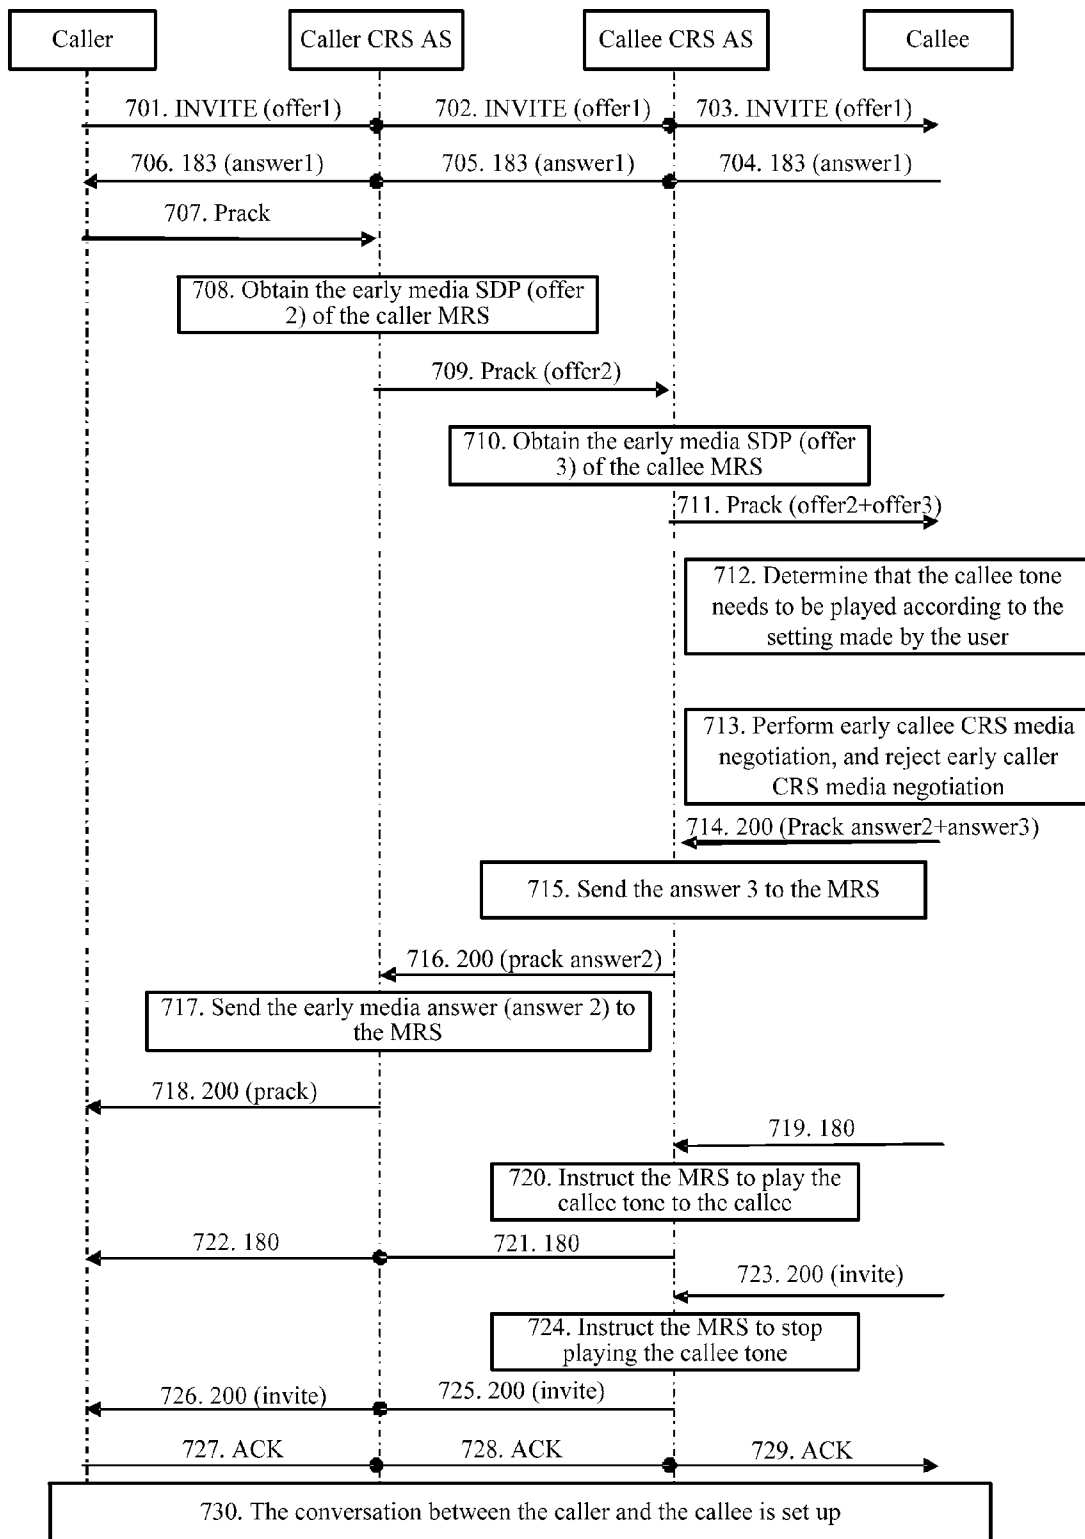 Caller
Caller CRS AS
Callee CRS AS
Callee
701. INVITE (offer1)
702. INVITE (offer1)
703. INVITE (offer1)
706. 183 (answer1)
705. 183 (answer1)
704. 183 (answer1)
707. Prack
708. Obtain the early media SDP (offer
2) of the caller MRS
709. Prack (offer2)
710. Obtain the early media SDP (offer
3) of the callee MRS
711. Prack (offer2+offer3)
712. Determine that the callee tone
needs to be played according to the
setting made by the user
713. Perform early callee CRS media
negotiation, and reject early caller
CRS media negotiation
714. 200 (Prack answer2+answer3)
715. Send the answer 3 to the MRS
716. 200 (prack answer2)
717. Send the early media answer (answer 2) to
the MRS
718. 200 (prack)
719. 180
720. Instruct the MRS to play the
callee tone to the callee
722. 180
721. 180
723. 200 (invite)
724. Instruct the MRS to stop
playing the callee tone
726. 200 (invite)
725. 200 (invite)
727. ACK
728. ACK
729. ACK
730. The conversation between the caller and the callee is set up